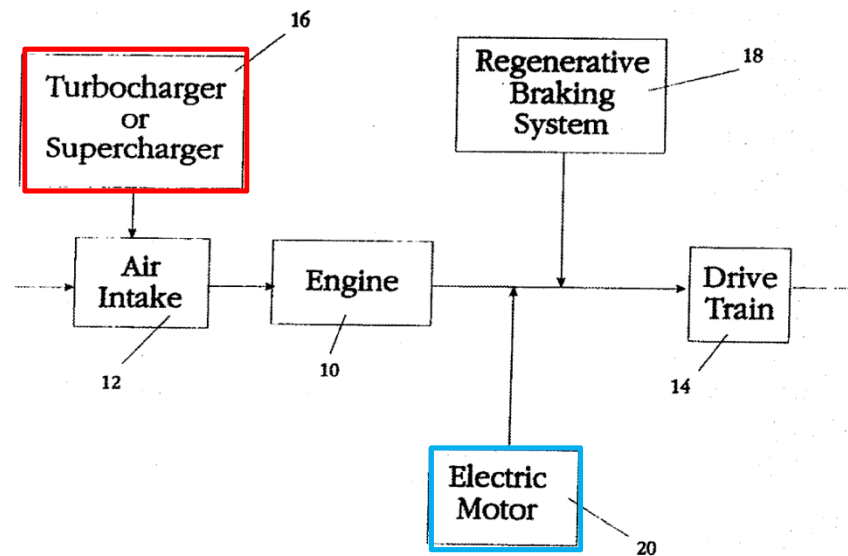 16
Turbocharger
or
Supercharger
Regenerative
Braking
System
18
Air
Intake
12
Engine
10
Drive
Train
14
Electric
Motor
20